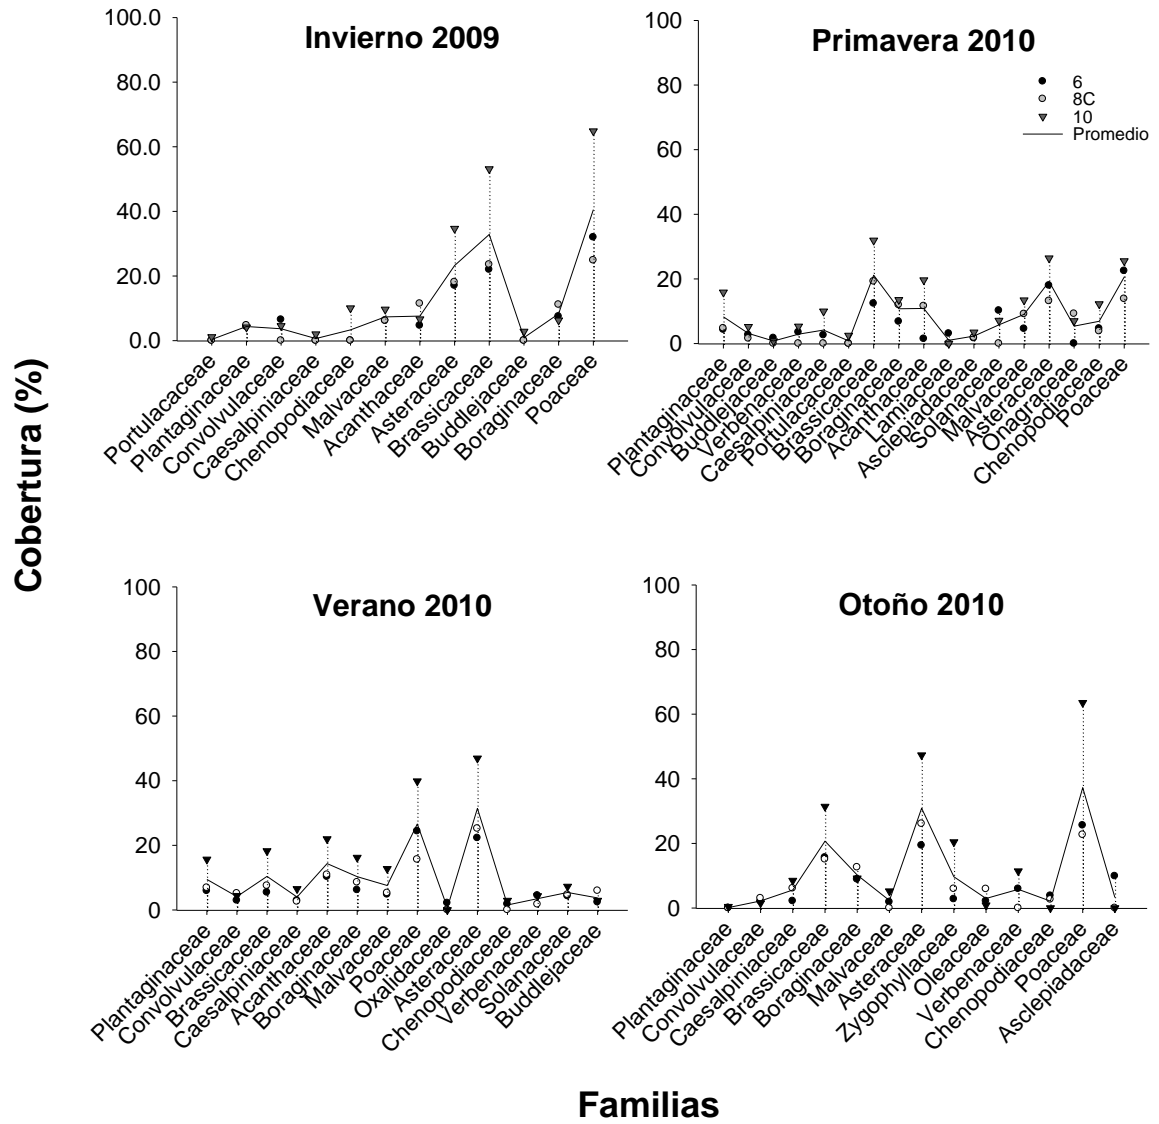 Cobertura (%)
Invierno 2009
100.0
80.0
60.0
40.0
20.0
0.0
Portulacaceae
Plantaginaceae
Convolvulaceae
Caesalpiniaceae
Chenopodiaceae
Malvaceae
Acanthaceae
Asteraceae
Brassicaceae
Buddlejaceae
Boraginaceae
Poaceae
Primavera 2010
100
80
60
40
20
0
6
8C
10
Promedio
Plantaginaceae
Convolvulaceae
Buddlejaceae
Verbenaceae
Caesalpiniaceae
Portulacaceae
Brassicaceae
Boraginaceae
Acanthaceae
Lamiaceae
Asclepiadaceae
Solanaceae
Malvaceae
Asteraceae
Onagraceae
Chenopodiaceae
Poaceae
Verano 2010
100
80
60
40
20
0
Plantaginaceae
Convolvulaceae
Brassicaceae
Caesalpiniaceae
Acanthaceae
Boraginaceae
Malvaceae
Poaceae
Oxalidaceae
Asteraceae
Chenopodiaceae
Verbenaceae
Solanaceae
Buddlejaceae
Otoño 2010
100
80
60
40
20
0
Plantaginaceae
Convolvulaceae
Caesalpiniaceae
Brassicaceae
Boraginaceae
Malvaceae
Asteraceae
Zygophyllaceae
Oleaceae
Verbenaceae
Chenopodiaceae
Poaceae
Asclepiadaceae
Familias